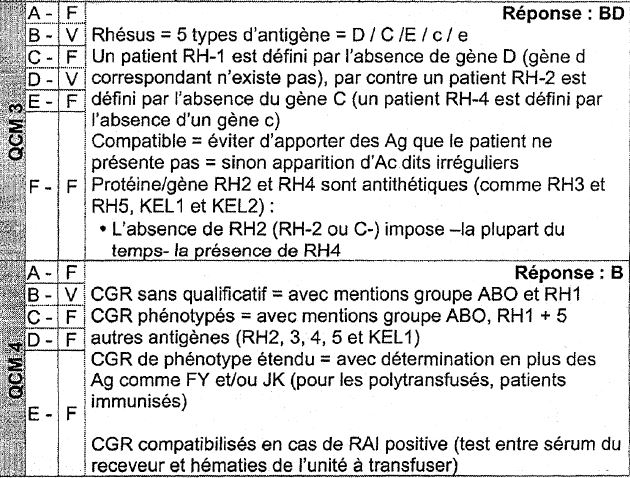 QCM 3
A - F Réponse : BD
B - V Rhésus = 5 types d'antigène = D / C /E / c / e
C - F Un patient RH-1 est défini par l'absence de gène D (gène d
D - V correspondant n'existe pas), par contre un patient RH-2 est
E - F défini par l'absence du gène C (un patient RH-4 est défini par
l'absence d'un gène c)
Compatible = éviter d'apporter des Ag que le patient ne
présente pas = sinon apparition d'Ac dits irréguliers
F - F Protéine/gène RH2 et RH4 sont antithétiques (comme RH3 et
RH5, KEL1 et KEL2) :
• L'absence de RH2 (RH-2 ou C-) impose –la plupart du
temps- la présence de RH4
QCM 4
A - F Réponse : B
B - V CGR sans qualificatif = avec mentions groupe ABO et RH1
C - F CGR phénotypés = avec mentions groupe ABO, RH1 + 5
D - F autres antigènes (RH2, 3, 4, 5 et KEL1)
CGR de phénotype étendu = avec détermination en plus des
Ag comme FY et/ou JK (pour les polytransfusés, patients
immunisés)
E - F
CGR compatibilisés en cas de RAI positive (test entre sérum du
receveur et hématies de l'unité à transfuser)